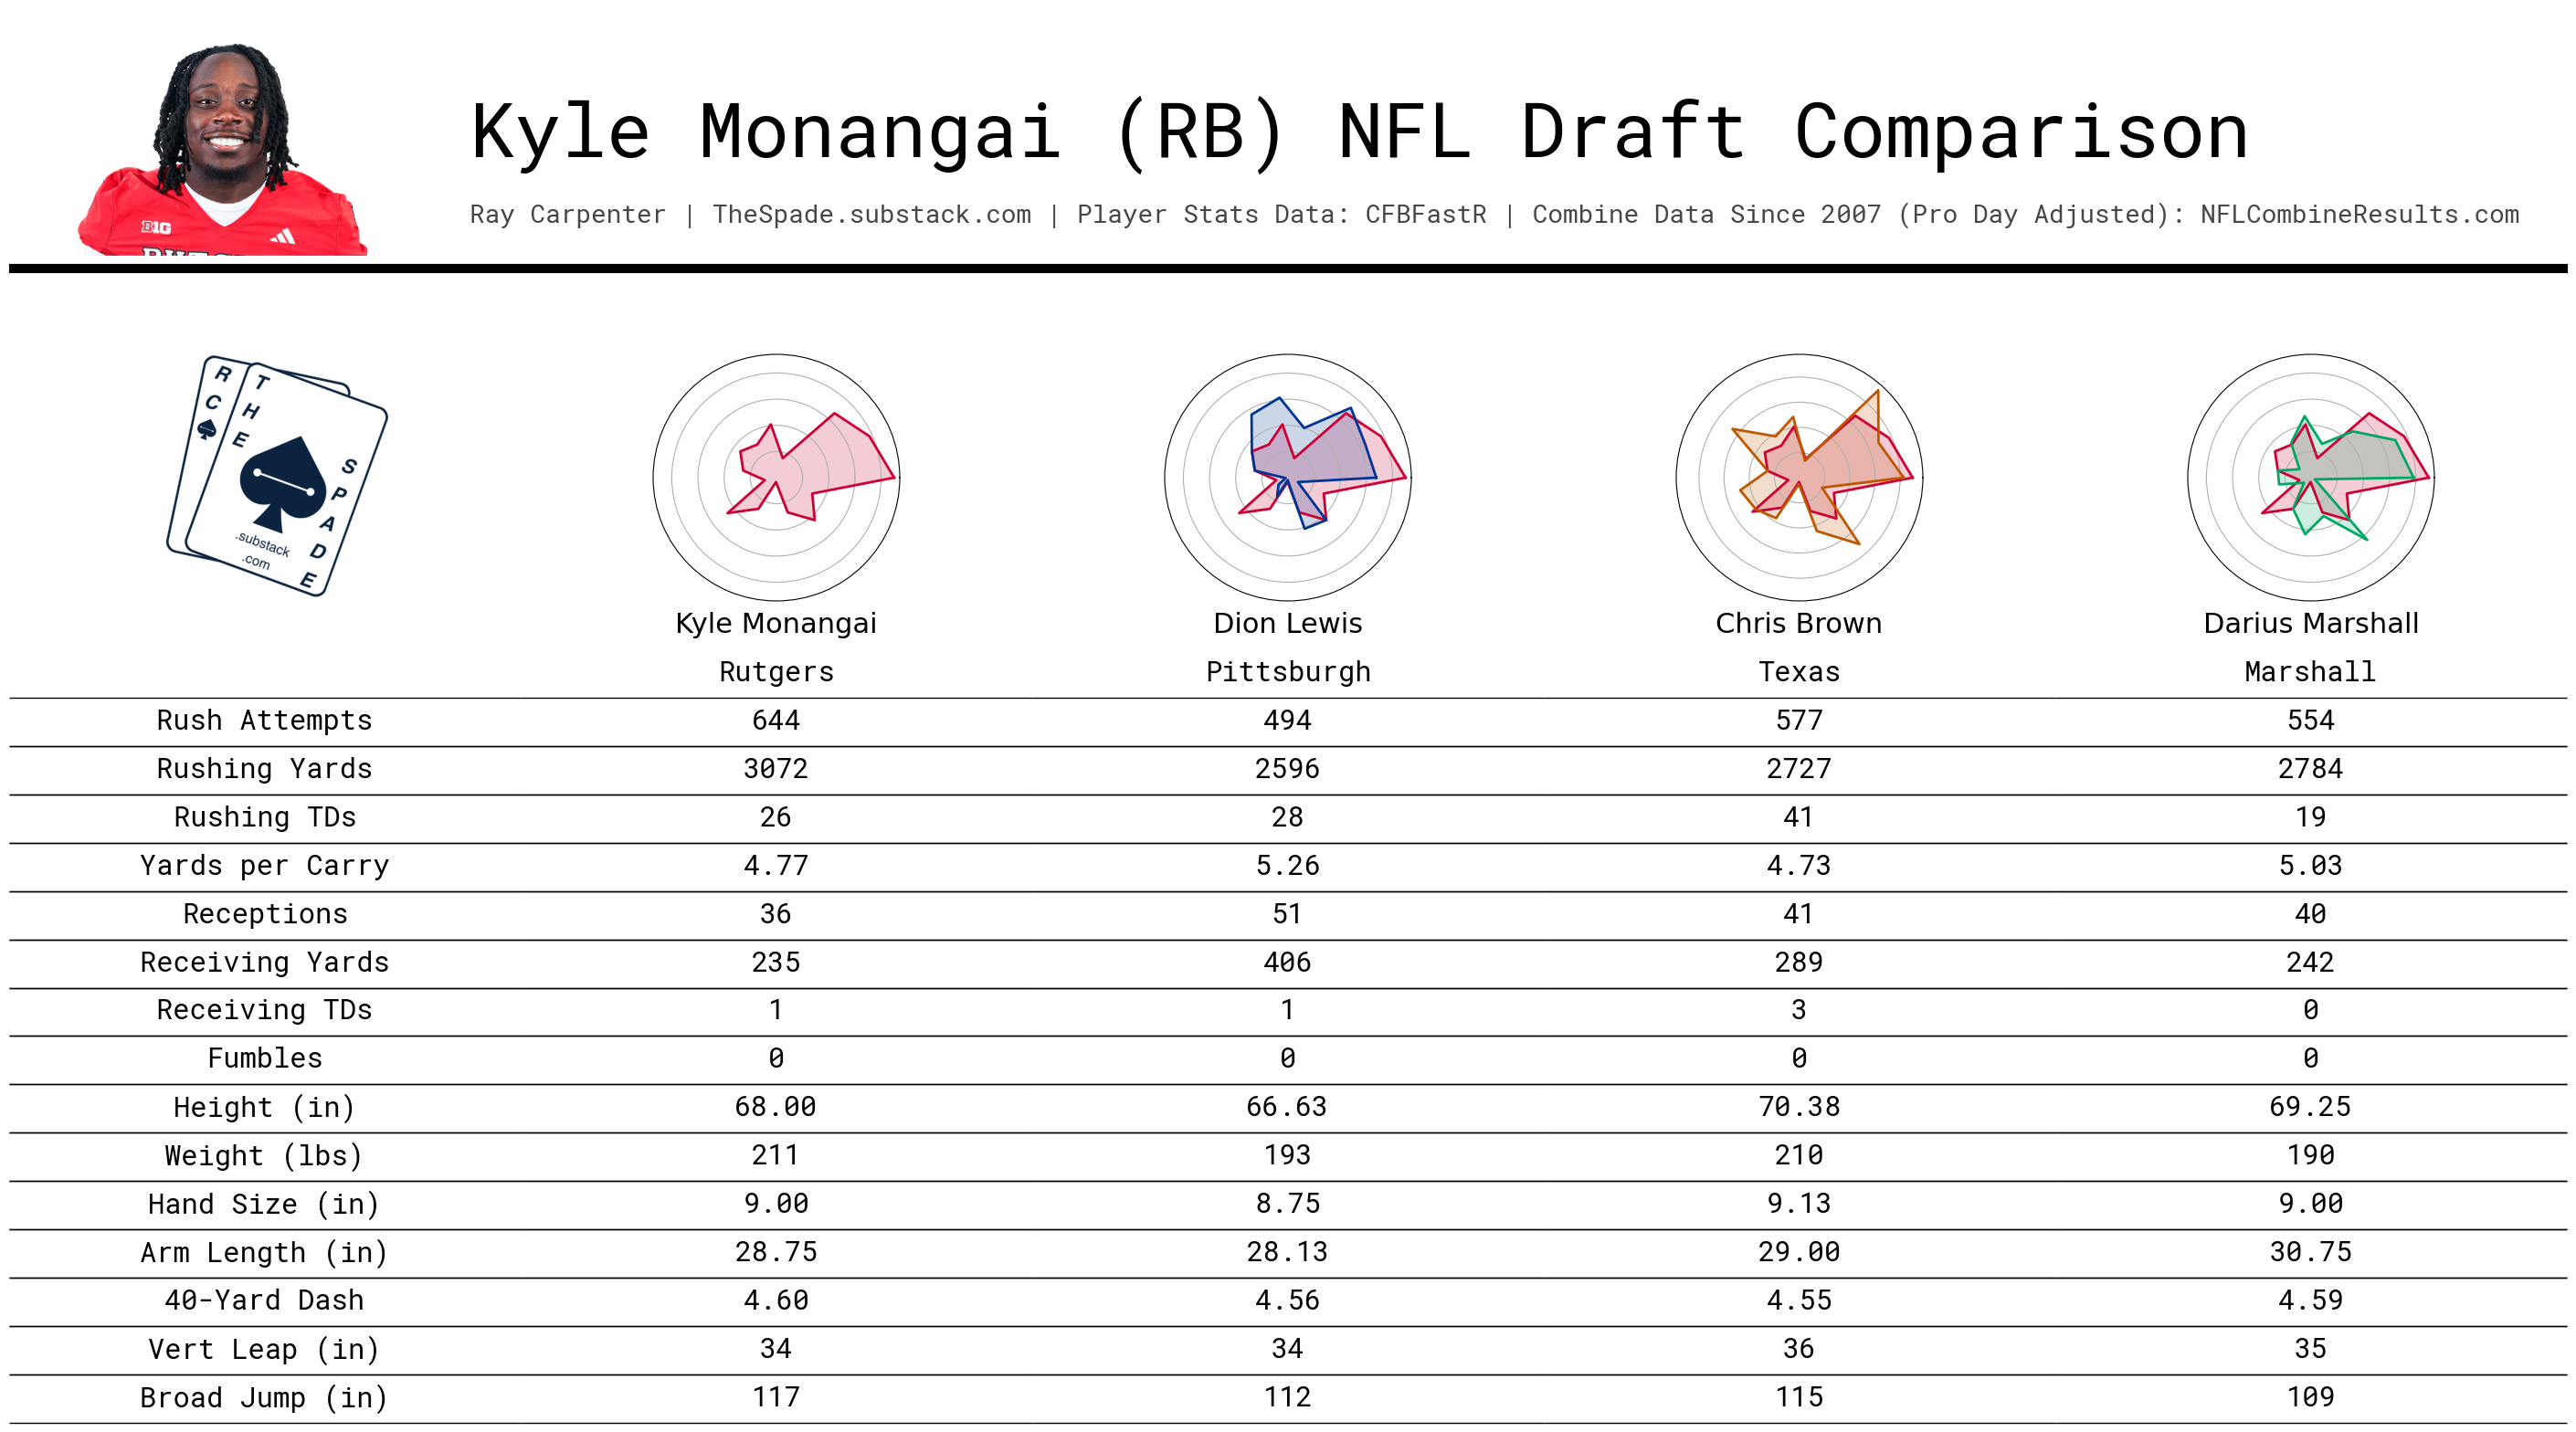 Kyle Monangai (RB) NFL Draft Comparison
Ray Carpenter | TheSpade.substack.com | Player Stats Data: CFBFastR | Combine Data Since 2007 (Pro Day Adjusted): NFLCombineResults.com
B1G
RC
THE
SPADE
.substack
.com
Kyle Monangai Dion Lewis Chris Brown Darius Marshall
Rutgers Pittsburgh Texas Marshall
Rush Attempts 644 494 577 554
Rushing Yards 3072 2596 2727 2784
Rushing TDs 26 28 41 19
Yards per Carry 4.77 5.26 4.73 5.03
Receptions 36 51 41 40
Receiving Yards 235 406 289 242
Receiving TDs 1 1 3 0
Fumbles 0 0 0 0
Height (in) 68.00 66.63 70.38 69.25
Weight (lbs) 211 193 210 190
Hand Size (in) 9.00 8.75 9.13 9.00
Arm Length (in) 28.75 28.13 29.00 30.75
40-Yard Dash 4.60 4.56 4.55 4.59
Vert Leap (in) 34 34 36 35
Broad Jump (in) 117 112 115 109